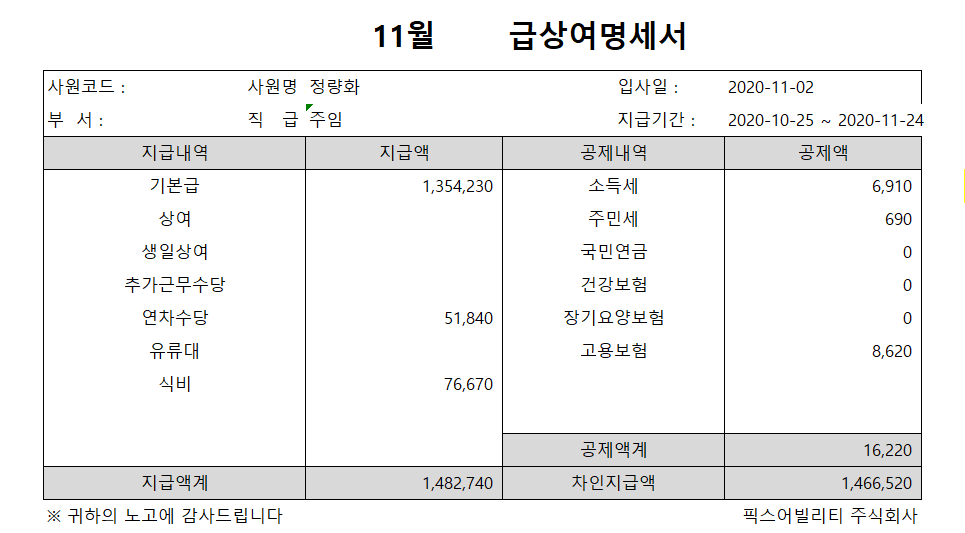 11월 급상여명세서
사원코드 : 사원명 정량화 입사일 : 2020-11-02
부 서 : 직 급 주임 지급기간 : 2020-10-25 ~ 2020-11-24
지급내역 지급액 공제내역 공제액
기본급 1,354,230 소득세 6,910
상여 주민세 690
생일상여 국민연금 0
추가근무수당 건강보험 0
연차수당 51,840 장기요양보험 0
유류대 고용보험 8,620
식비 76,670
공제액계 16,220
지급액계 1,482,740 차인지급액 1,466,520
※ 귀하의 노고에 감사드립니다 픽스어빌리티 주식회사